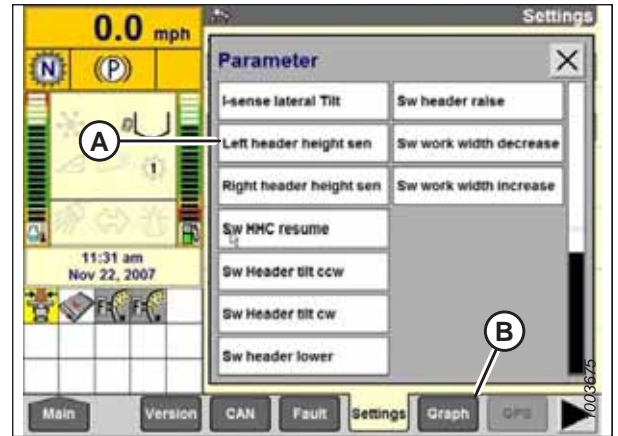 0.0 mph
Settings
N
(P)
Parameter
I-sense lateral Tilt
Sw header raise
A
Left header height sen
Sw work width decrease
1
Right header height sen
Sw work width increase
Sw HHC resume
11:31 am
Nov 22, 2007
Sw Header tilt ccw
Sw Header tilt cw
B
Sw header lower
Main
Version
CAN
Fault
Settings
Graph
GPS
1003675